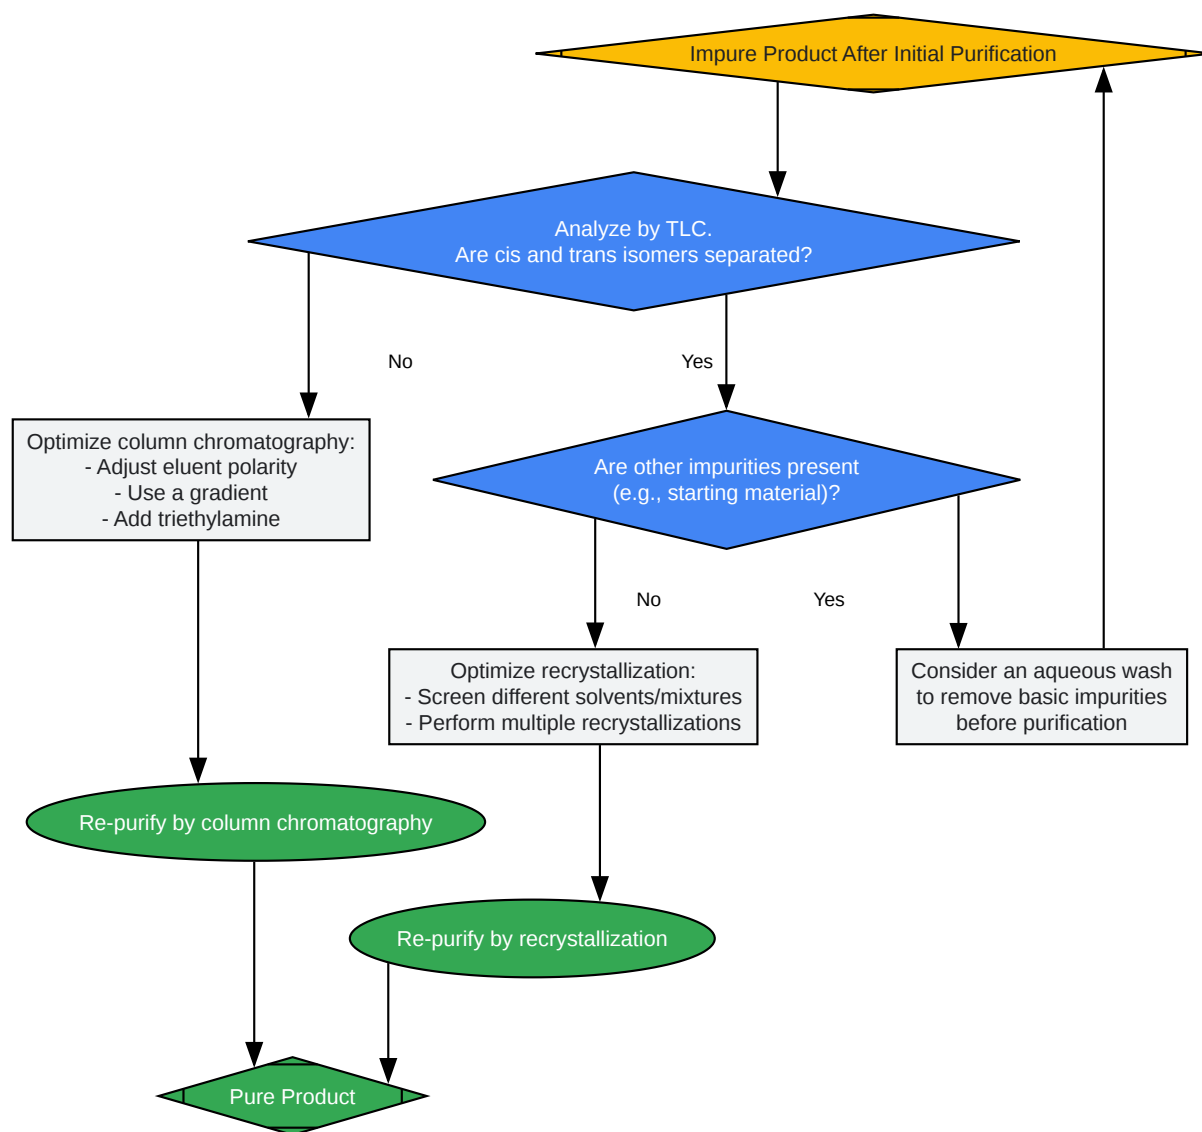 Impure Product After Initial Purification
Analyze by TLC.
Are cis and trans isomers separated?
No
Yes
Optimize column chromatography:
- Adjust eluent polarity
- Use a gradient
- Add triethylamine
Are other impurities present
(e.g., starting material)?
No
Yes
Optimize recrystallization:
- Screen different solvents/mixtures
- Perform multiple recrystallizations
Consider an aqueous wash
to remove basic impurities
before purification
Re-purify by column chromatography
Re-purify by recrystallization
Pure Product